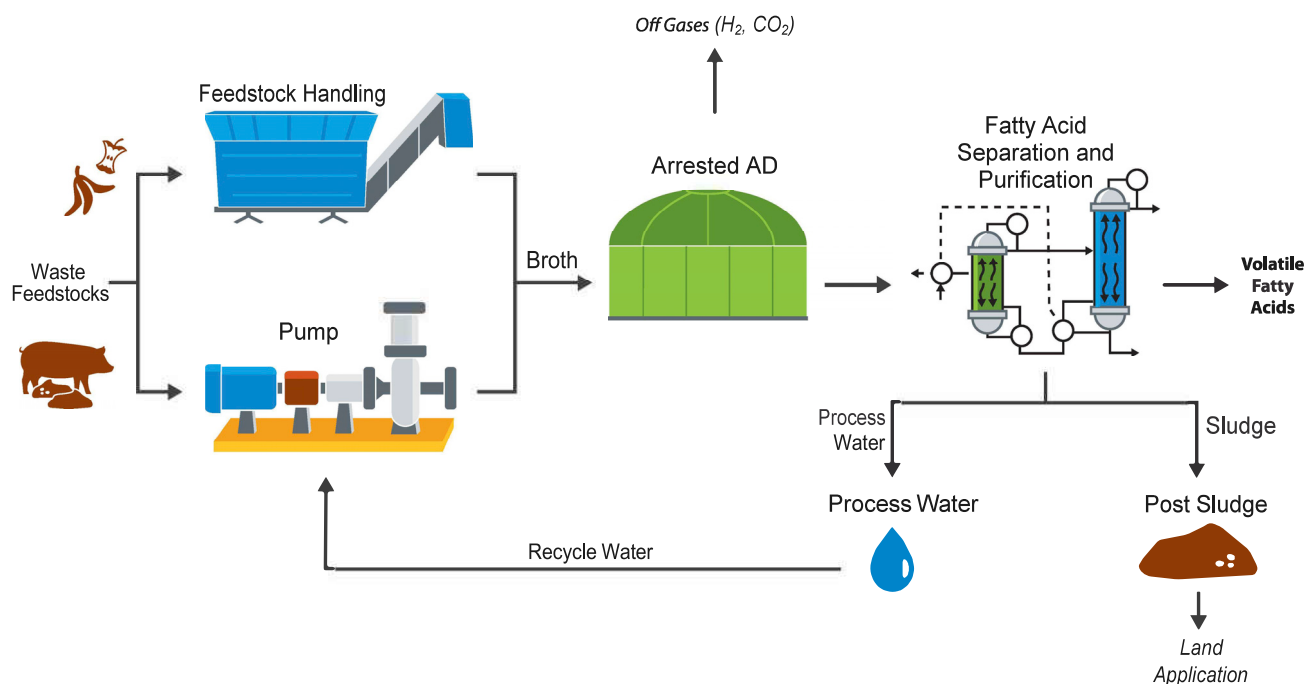 Off Gases (H₂, CO₂)
Feedstock Handling
Fatty Acid
Separation and
Purification
Arrested AD
Waste
Feedstocks
Broth
Volatile
Fatty
Acids
Pump
Process
Water
Sludge
Process Water
Post Sludge
Recycle Water
Land
Application